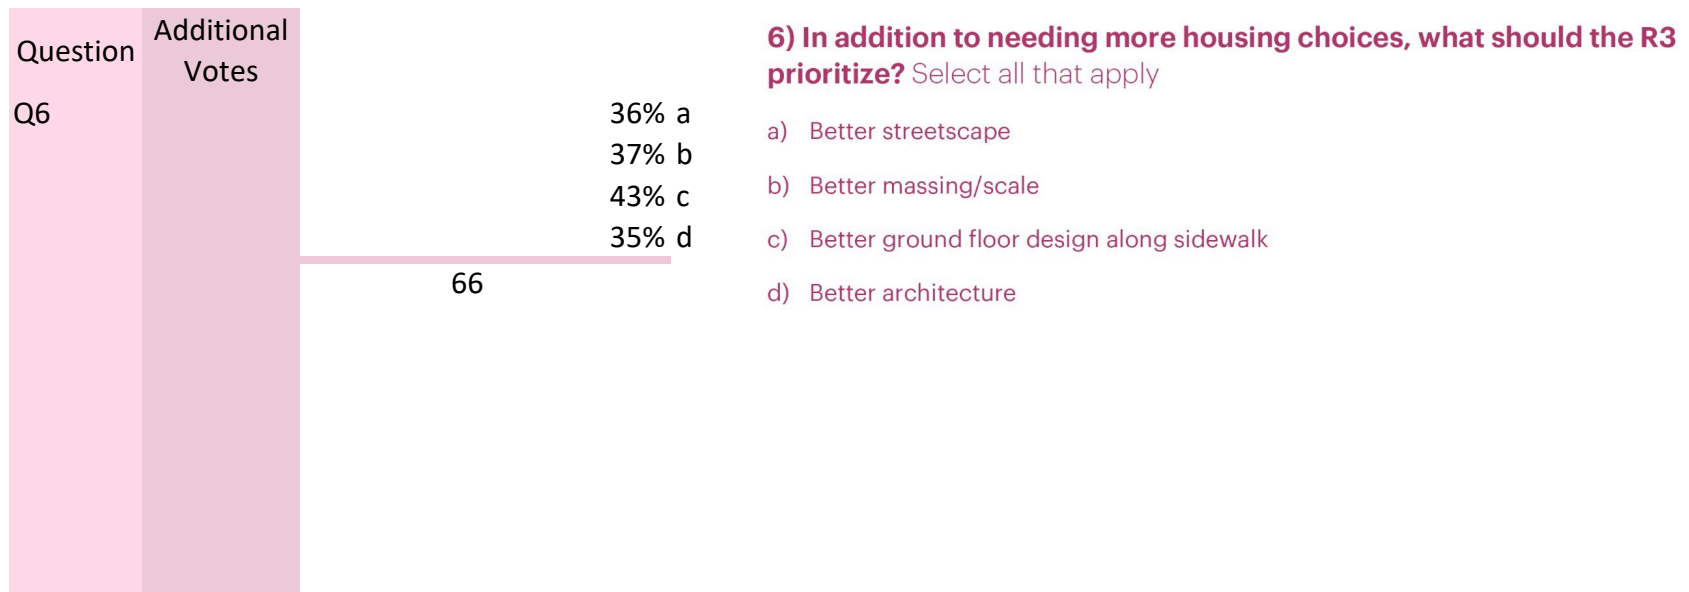 Question
Additional
Votes
Q6
36% a
37% b
43% c
35% d
66
6) In addition to needing more housing choices, what should the R3
prioritize? Select all that apply
a) Better streetscape
b) Better massing/scale
c) Better ground floor design along sidewalk
d) Better architecture